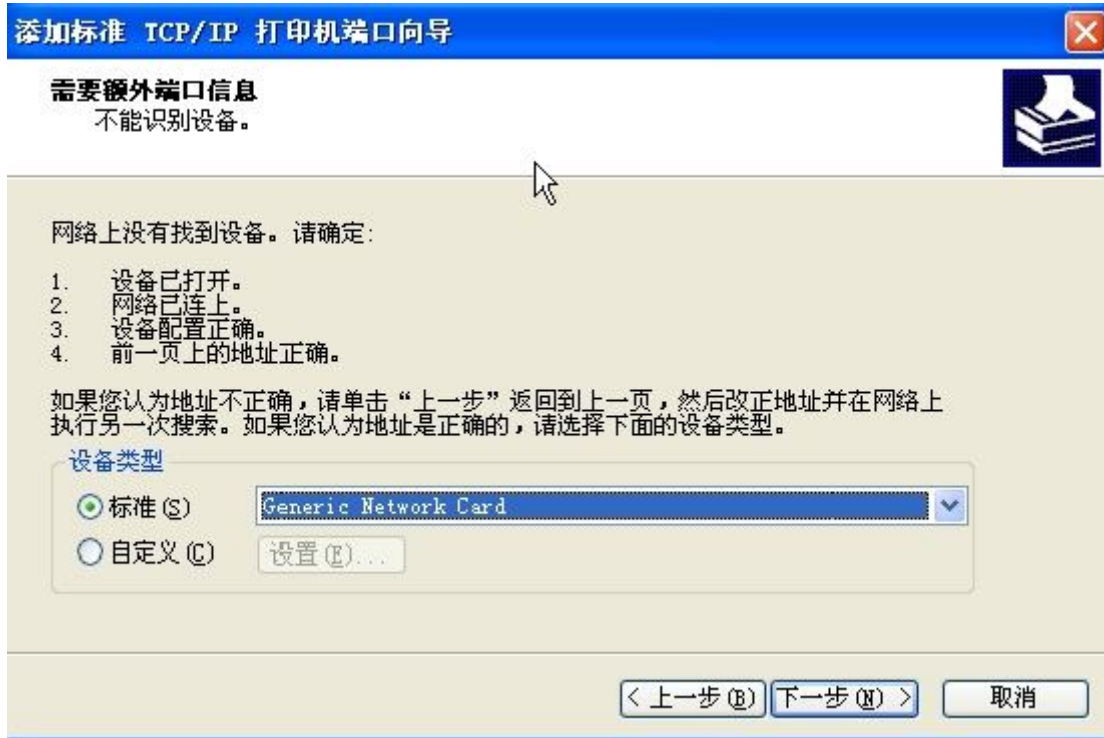 添加标准 TCP/IP 打印机端口向导
需要额外端口信息
不能识别设备。
网络上没有找到设备。请确定:
1. 设备已打开。
2. 网络已连上。
3. 设备配置正确。
4. 前一页上的地址正确。
如果您认为地址不正确，请单击“上一步”返回到上一页，然后改正地址并在网络上
执行另一次搜索。如果您认为地址是正确的，请选择下面的设备类型。
设备类型
标准(S) Generic Network Card
自定义(C) 设置(E)...
< 上一步(B) 下一步(N) > 取消